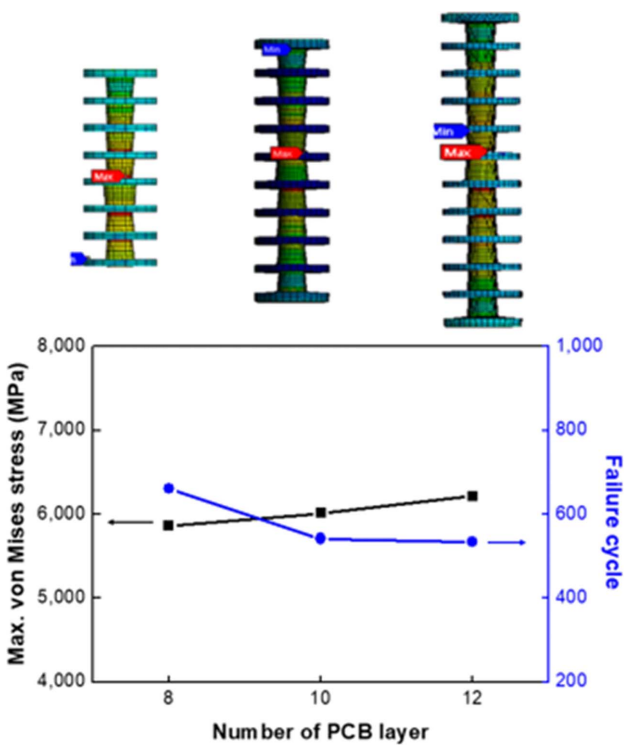 Min
Max
Max
Min
Max
8,000
7,000
6,000
5,000
4,000
Max. von Mises stress (MPa)
1,000
800
600
400
200
Failure cycle
8 10 12
Number of PCB layer